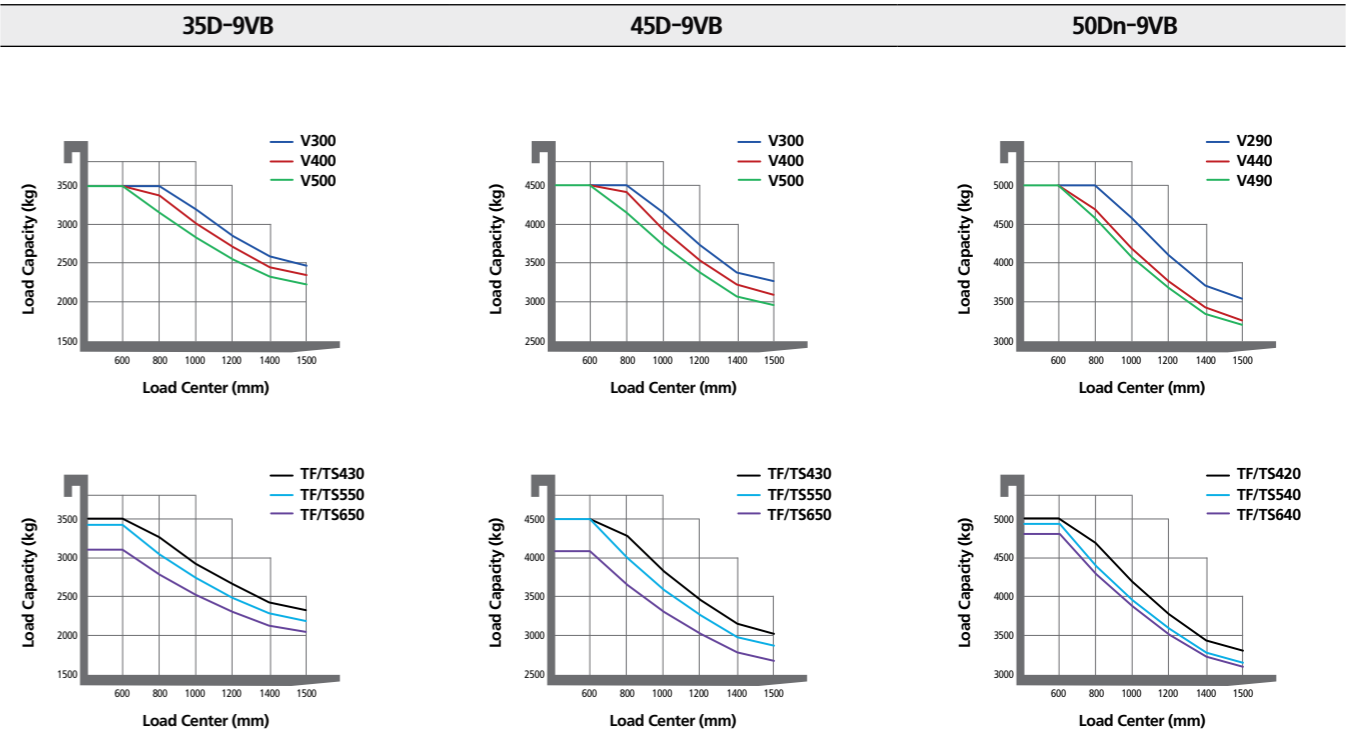 35D-9VB
45D-9VB
50Dn-9VB
V300
V400
V500
Load Capacity (kg)
3500
3000
2500
2000
1500
600 800 1000 1200 1400 1500
Load Center (mm)
V300
V400
V500
Load Capacity (kg)
4500
4000
3500
3000
2500
600 800 1000 1200 1400 1500
Load Center (mm)
V290
V440
V490
Load Capacity (kg)
5000
4500
4000
3500
3000
600 800 1000 1200 1400 1500
Load Center (mm)
TF/TS430
TF/TS550
TF/TS650
Load Capacity (kg)
3500
3000
2500
2000
1500
600 800 1000 1200 1400 1500
Load Center (mm)
TF/TS430
TF/TS550
TF/TS650
Load Capacity (kg)
4500
4000
3500
3000
2500
600 800 1000 1200 1400 1500
Load Center (mm)
TF/TS420
TF/TS540
TF/TS640
Load Capacity (kg)
5000
4500
4000
3500
3000
600 800 1000 1200 1400 1500
Load Center (mm)